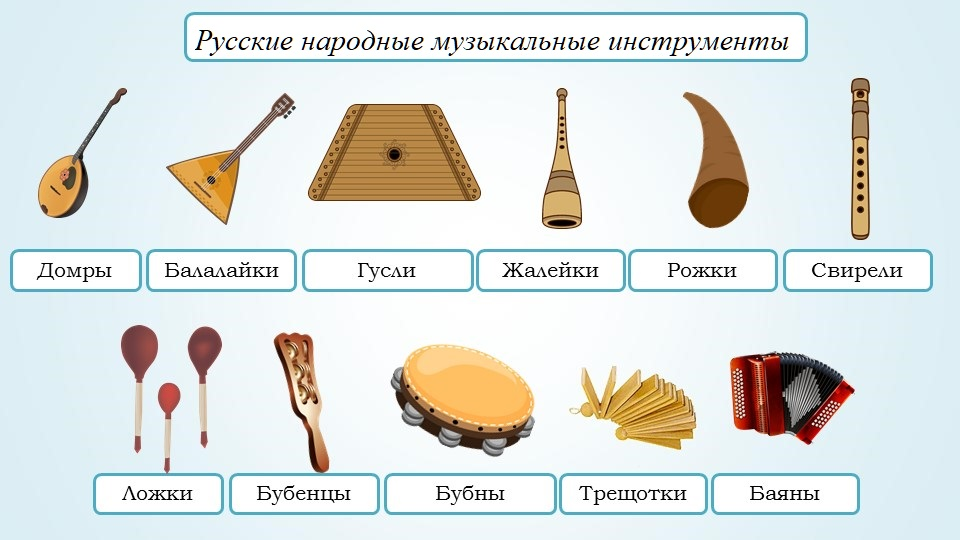 Русские народные музыкальные инструменты
Домры
Балалайки
Гусли
Жалейки
Рожки
Свирели
Ложки
Бубенцы
Бубны
Трещотки
Баяны